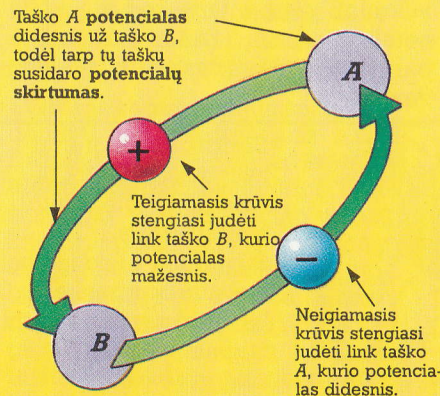 Taško A potencialas
didesnis už taško B,
todėl tarp tų taškų
susidaro potencialų
skirtumas.
A
+
Teigiamasis krūvis
stengiasi judėti
link taško B, kurio
potencialas
mažesnis.
−
B
Neigiamasis
krūvis stengiasi
judėti link taško
A, kurio potencia-
las didesnis.